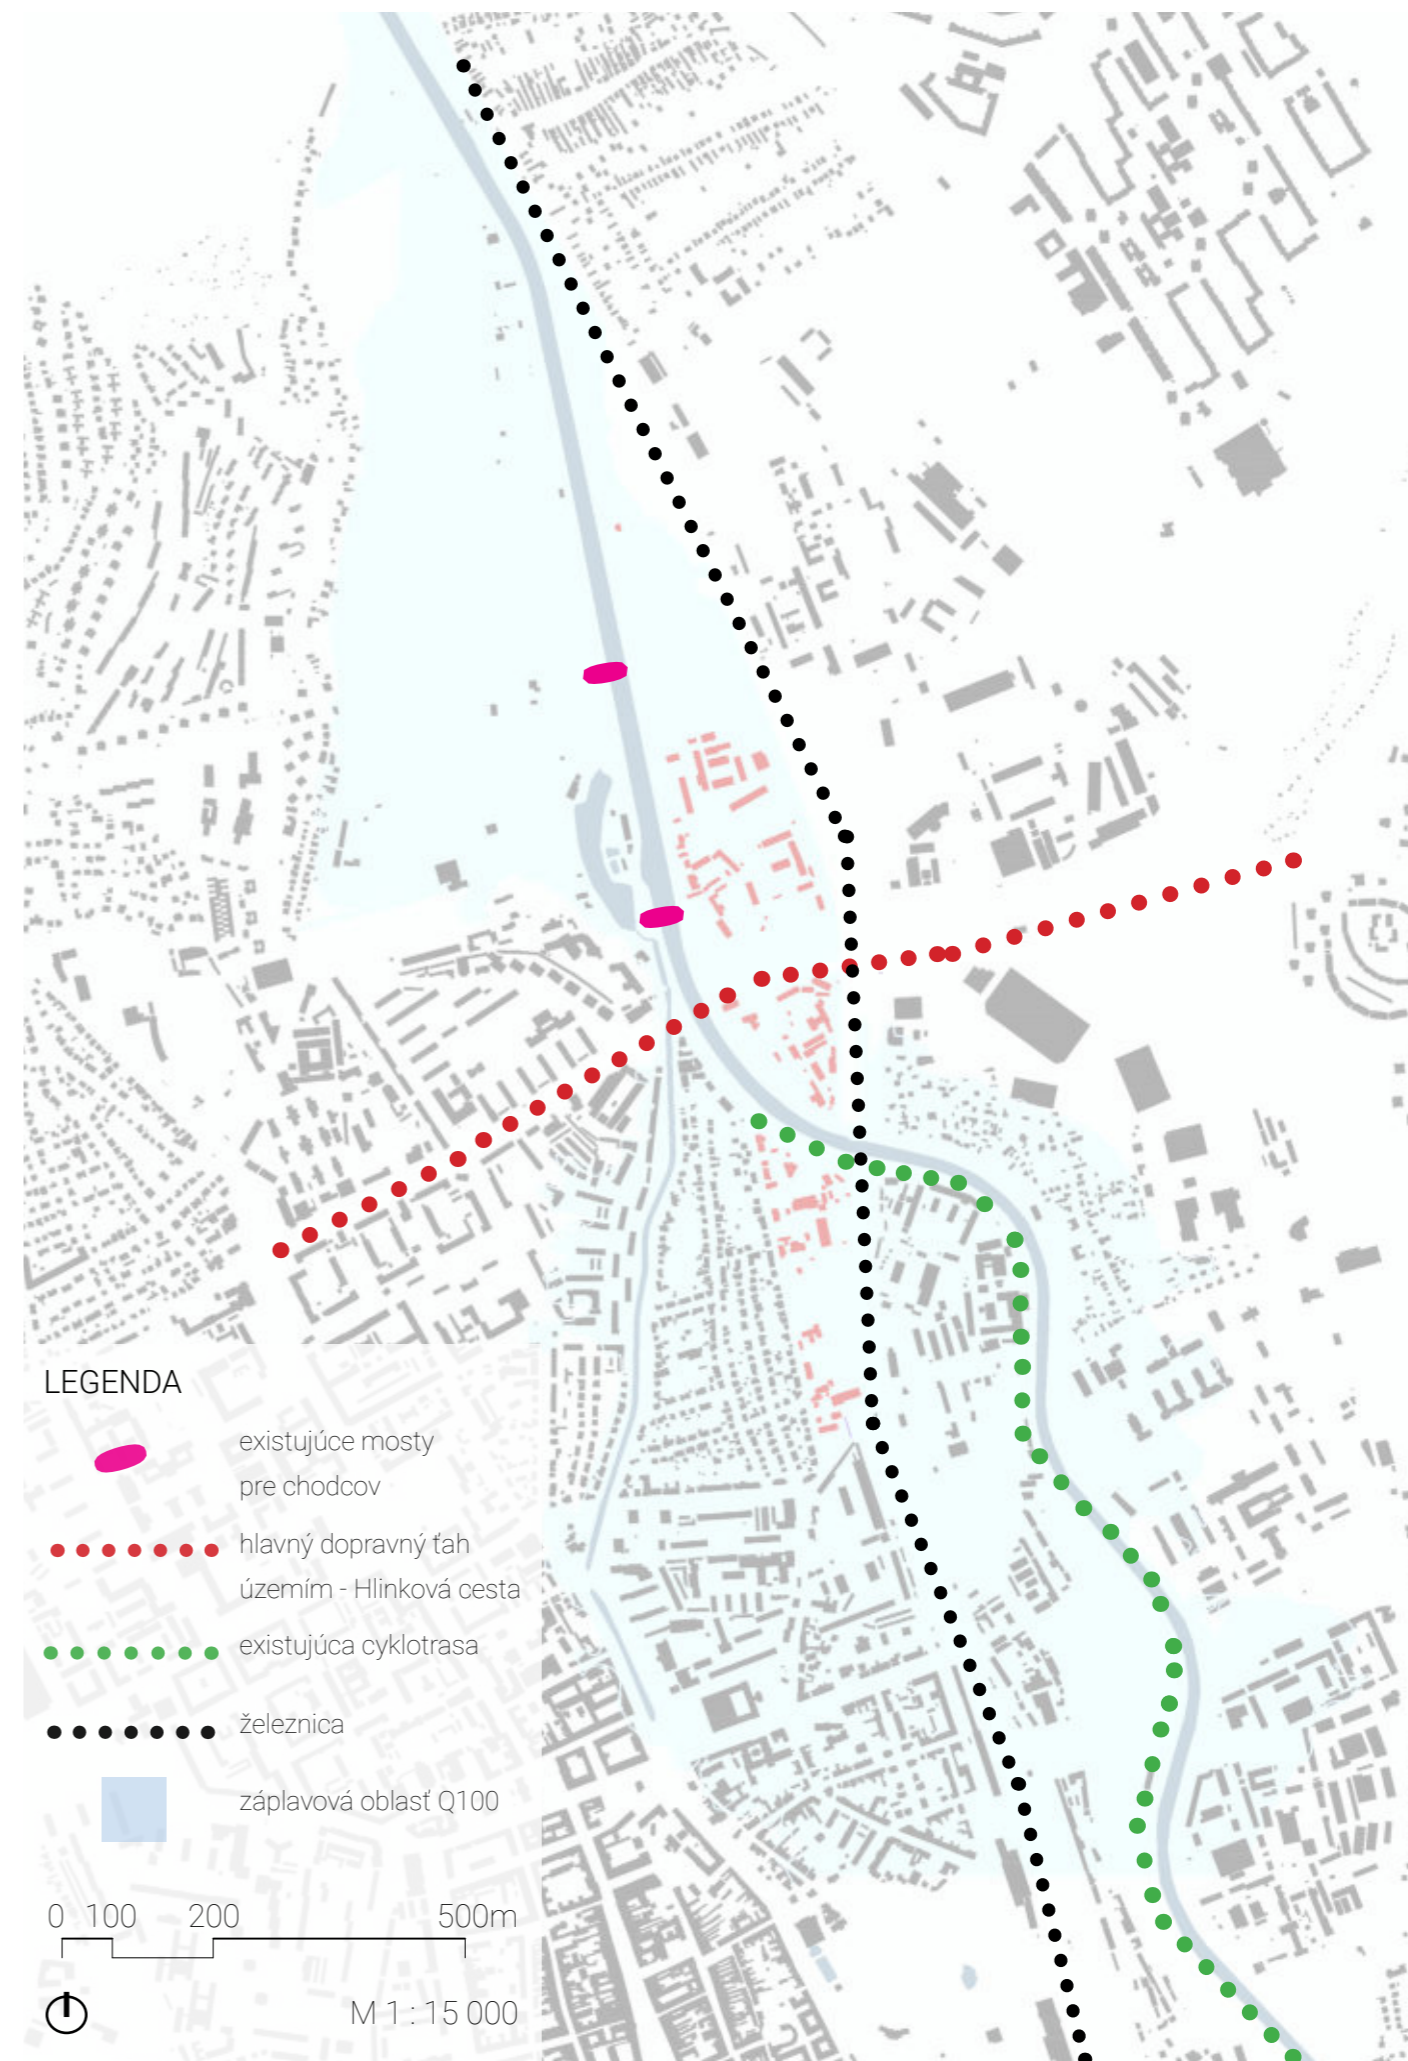 LEGENDA
existujúce mosty
pre chodcov
hlavný dopravný ťah
územím - Hlinková cesta
existujúca cyklotrasa
železnica
záplavová oblasť Q100
0 100 200 500m
M 1 : 15 000